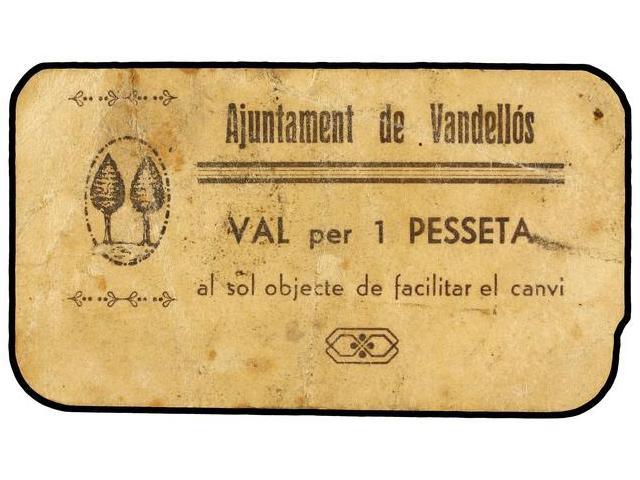 Ajuntament de Vandellós
VAL per 1 PESSETA
al sol objecte de facilitar el canvi